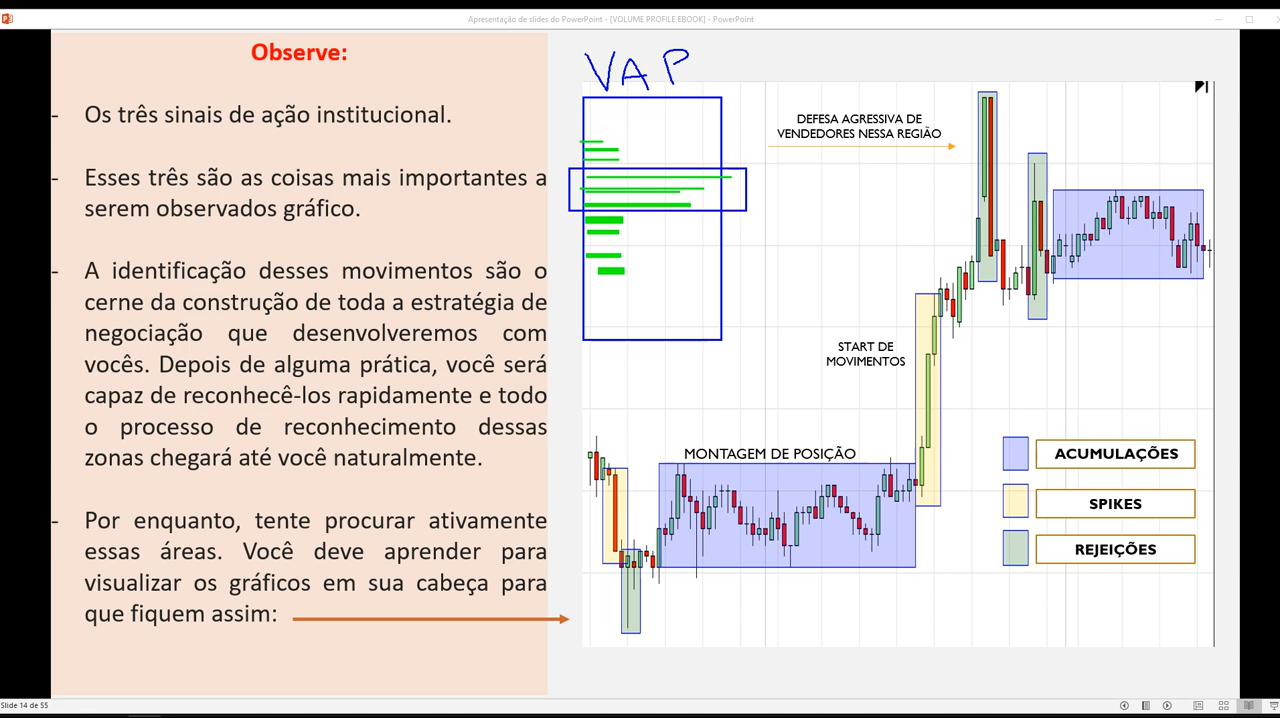 Apresentação de slides do PowerPoint - [VOLUME PROFILE EBOOK] - PowerPoint
Observe:
- Os três sinais de ação institucional.
- Esses três são as coisas mais importantes a
serem observados gráfico.
- A identificação desses movimentos são o
cerne da construção de toda a estratégia de
negociação que desenvolveremos com
vocês. Depois de alguma prática, você será
capaz de reconhecê-los rapidamente e todo
o processo de reconhecimento dessas
zonas chegará até você naturalmente.
- Por enquanto, tente procurar ativamente
essas áreas. Você deve aprender para
visualizar os gráficos em sua cabeça para
que fiquem assim:
VAP
DEFESA AGRESSIVA DE
VENDEDORES NESSA REGIÃO
START DE
MOVIMENTOS
MONTAGEM DE POSIÇÃO
ACUMULAÇÕES
SPIKES
REJEIÇÕES
Slide 14 de 55